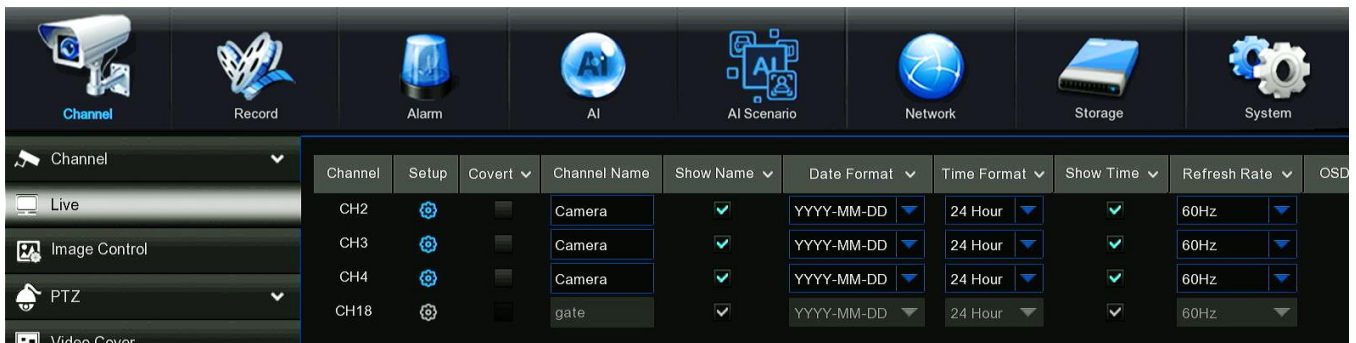 Channel Record Alarm AI AI Scenario Network Storage System
Channel
Live
Image Control
PTZ
Video Cover
Channel Setup Covert Channel Name Show Name Date Format Time Format Show Time Refresh Rate OSD
CH2 Camera YYYY-MM-DD 24 Hour 60Hz
CH3 Camera YYYY-MM-DD 24 Hour 60Hz
CH4 Camera YYYY-MM-DD 24 Hour 60Hz
CH18 gate YYYY-MM-DD 24 Hour 60Hz